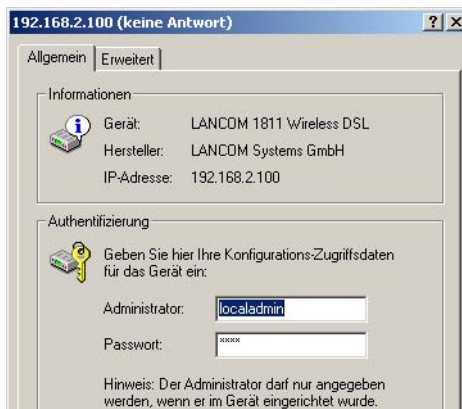 192.168.2.100 (keine Antwort)
Allgemein Erweitert
Informationen
Gerät: LANCOM 1811 Wireless DSL
Hersteller: LANCOM Systems GmbH
IP-Adresse: 192.168.2.100
Authentifizierung
Geben Sie hier Ihre Konfigurations-Zugriffsdaten
für das Gerät ein:
Administrator: localadmin
Passwort: ****
Hinweis: Der Administrator darf nur angegeben
werden, wenn er im Gerät eingerichtet wurde.